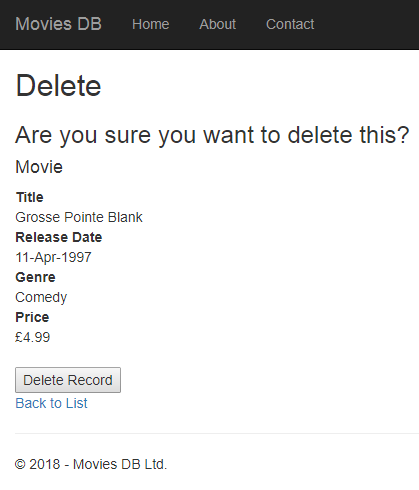 Movies DB Home About Contact
Delete
Are you sure you want to delete this?
Movie
Title
Grosse Pointe Blank
Release Date
11-Apr-1997
Genre
Comedy
Price
£4.99
Delete Record
Back to List
© 2018 - Movies DB Ltd.